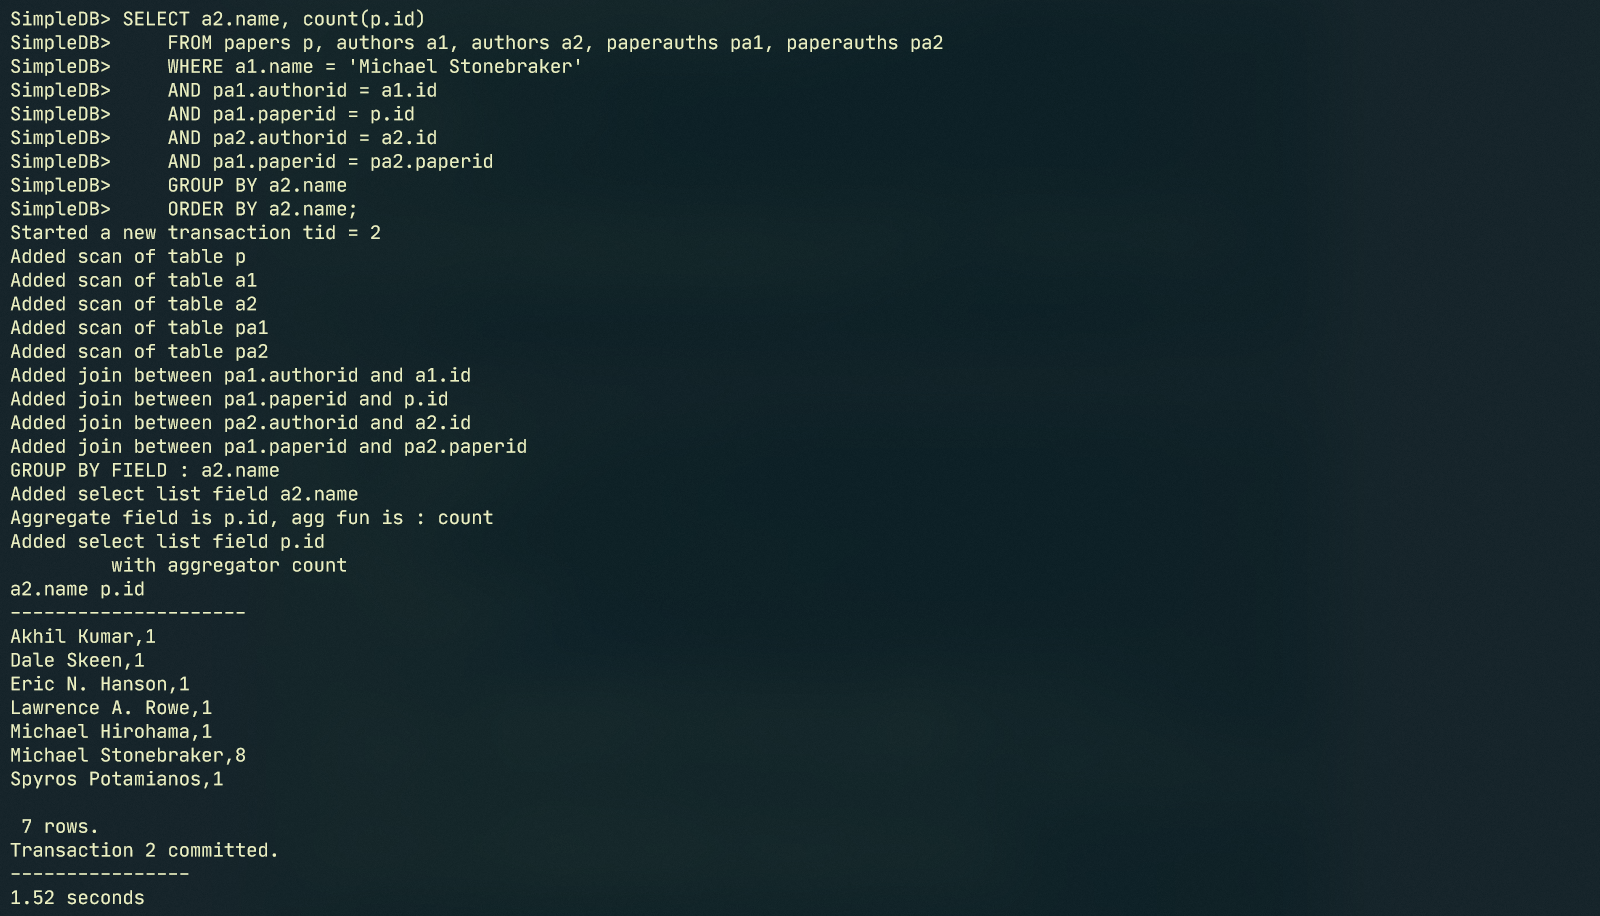 SimpleDB> SELECT a2.name, count(p.id)
SimpleDB>     FROM papers p, authors a1, authors a2, paperauths pa1, paperauths pa2
SimpleDB>     WHERE a1.name = 'Michael Stonebraker'
SimpleDB>     AND pa1.authorid = a1.id
SimpleDB>     AND pa1.paperid = p.id
SimpleDB>     AND pa2.authorid = a2.id
SimpleDB>     AND pa1.paperid = pa2.paperid
SimpleDB>     GROUP BY a2.name
SimpleDB>     ORDER BY a2.name;
Started a new transaction tid = 2
Added scan of table p
Added scan of table a1
Added scan of table a2
Added scan of table pa1
Added scan of table pa2
Added join between pa1.authorid and a1.id
Added join between pa1.paperid and p.id
Added join between pa2.authorid and a2.id
Added join between pa1.paperid and pa2.paperid
GROUP BY FIELD : a2.name
Added select list field a2.name
Aggregate field is p.id, agg fun is : count
Added select list field p.id
         with aggregator count
a2.name p.id
---------------------
Akhil Kumar,1
Dale Skeen,1
Eric N. Hanson,1
Lawrence A. Rowe,1
Michael Hirohama,1
Michael Stonebraker,8
Spyros Potamianos,1
 7 rows.
Transaction 2 committed.
----------------
1.52 seconds